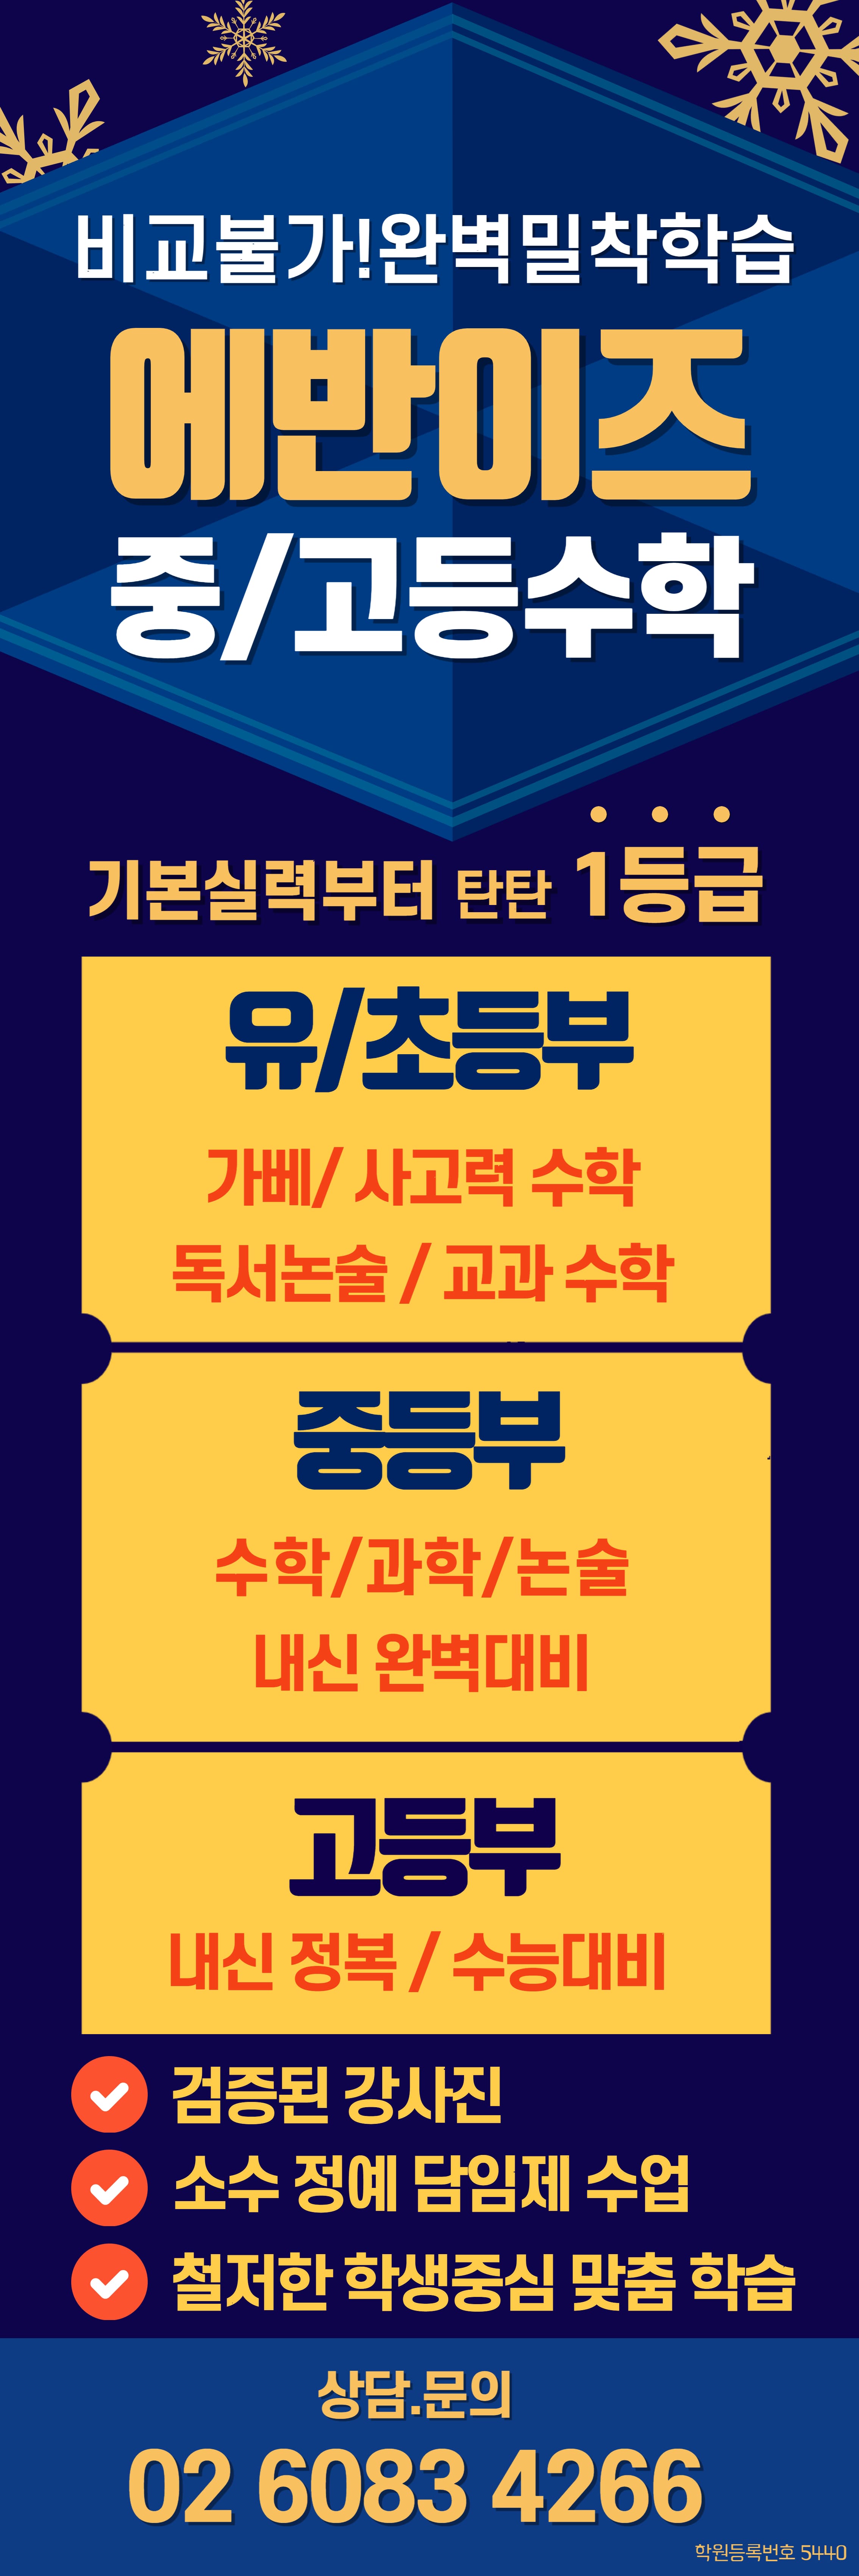 비교불가!완벽밀착학습
에반이즈
중/고등수학
기본실력부터 탄탄 1등급
유/초등부
가베/ 사고력 수학
독서논술 / 교과 수학
중등부
수학/과학/논술
내신 완벽대비
고등부
내신 정복 / 수능대비
검증된 강사진
소수 정예 담임제 수업
철저한 학생중심 맞춤 학습
상담.문의
02 6083 4266
학원등록번호 5440